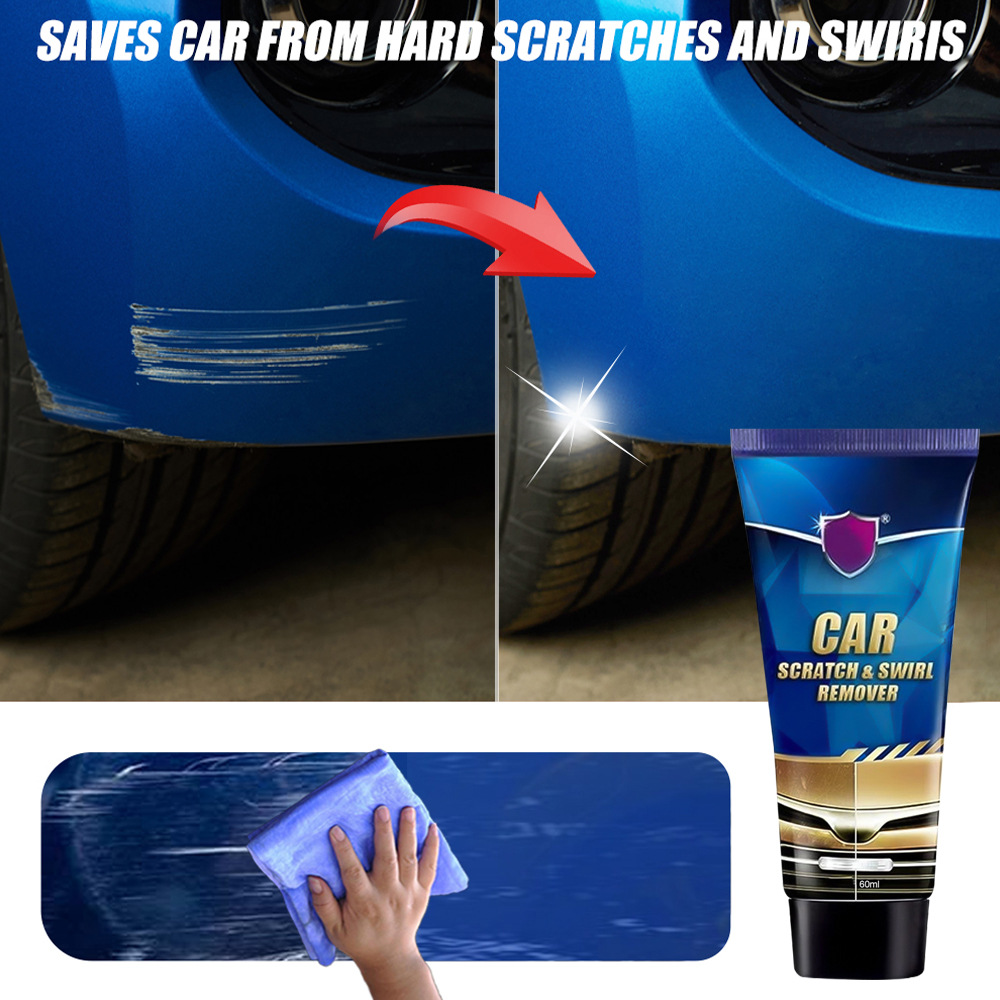 SAVES CAR FROM HARD SCRATCHES AND SWIRIS
®
CAR
SCRATCH & SWIRL
REMOVER
60ml